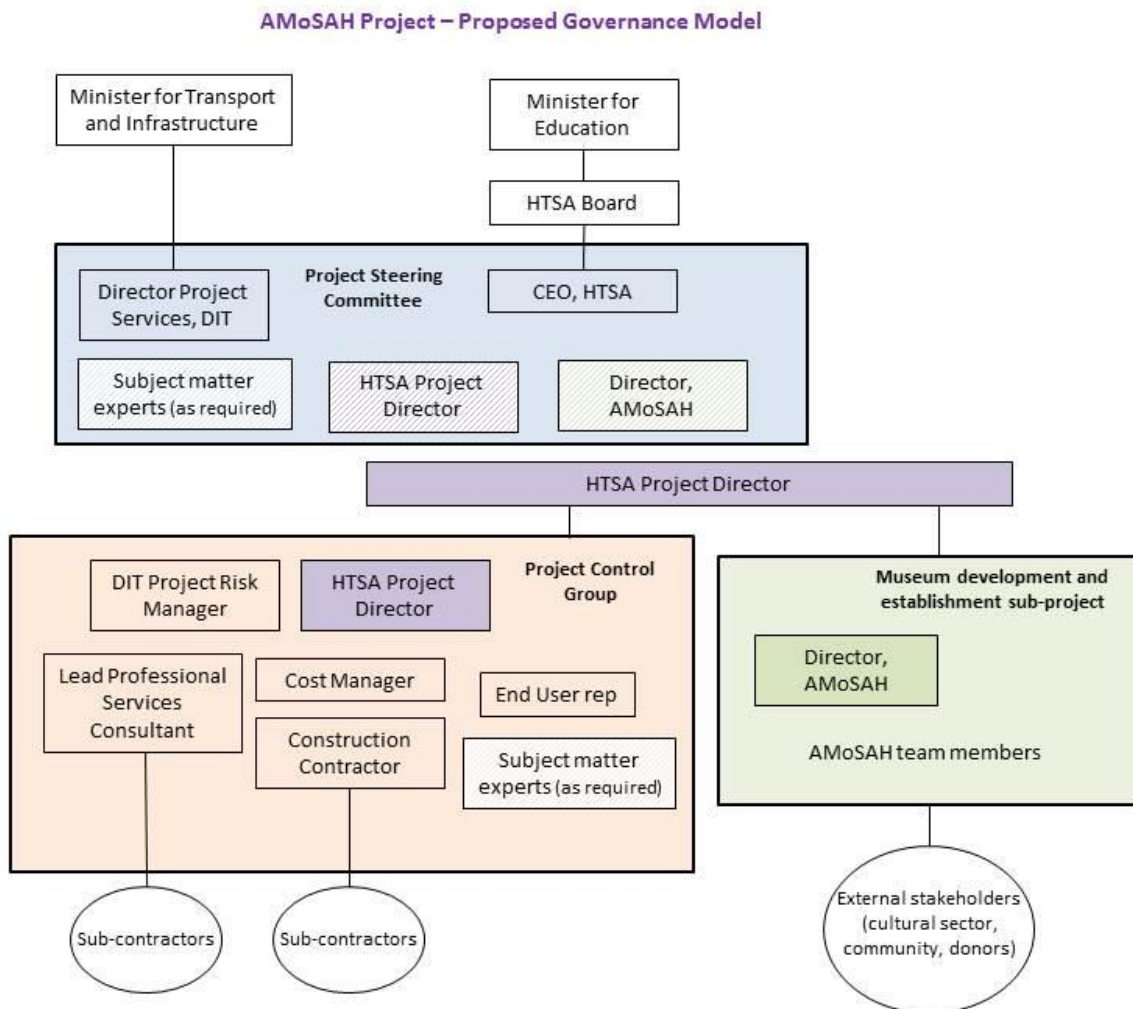 AMoSAH Project – Proposed Governance Model
Minister for Transport
and Infrastructure
Minister for
Education
HTSA Board
Project Steering
Committee
Director Project
Services, DIT
CEO, HTSA
Subject matter
experts (as required)
HTSA Project
Director
Director,
AMoSAH
HTSA Project Director
Project Control
Group
DIT Project Risk
Manager
HTSA Project
Director
Lead Professional
Services
Consultant
Cost Manager
End User rep
Construction
Contractor
Subject matter
experts (as required)
Museum development and
establishment sub-project
Director,
AMoSAH
AMoSAH team members
Sub-contractors
Sub-contractors
External stakeholders
(cultural sector,
community, donors)